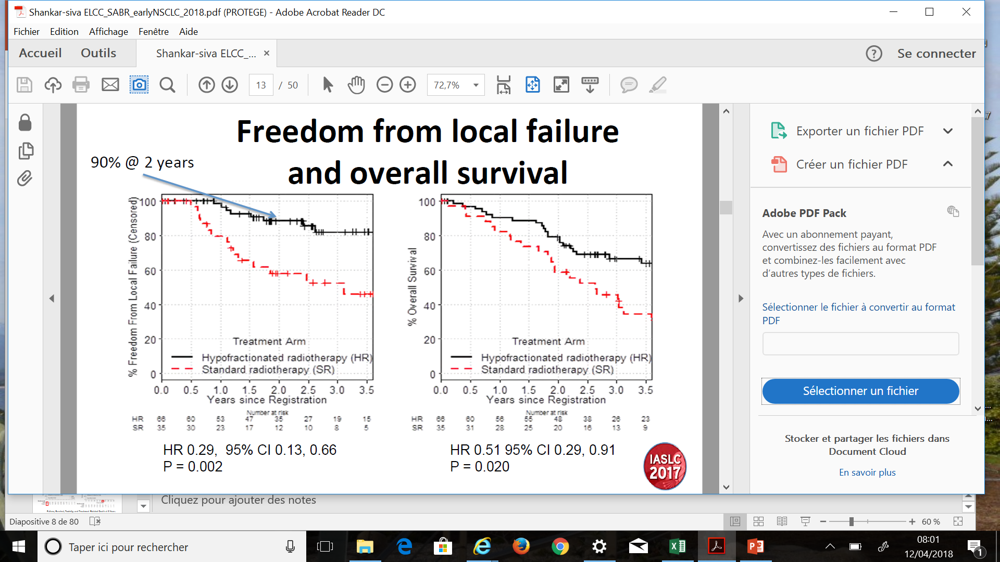 Shankar-siva ELCC_SABR_earlyNSCLC_2018.pdf (PROTEGE) - Adobe Acrobat Reader DC
Fichier Edition Affichage Fenêtre Aide
Accueil Outils Shankar-siva ELCC_... × Se connecter
13 / 50 72,7%
Freedom from local failure
and overall survival
90% @ 2 years
% Freedom From Local Failure (Censored)
100
80
60
40
20
0
Treatment Arm
Hypofractionated radiotherapy (HR)
Standard radiotherapy (SR)
0.0 0.5 1.0 1.5 2.0 2.5 3.0 3.5
Years since Registration
Number at risk
HR 66 60 53 47 35 27 19 15
SR 35 30 23 17 12 10 8 5
HR 0.29, 95% CI 0.13, 0.66
P = 0.002
% Overall Survival
100
80
60
40
20
0
Treatment Arm
Hypofractionated radiotherapy (HR)
Standard radiotherapy (SR)
0.0 0.5 1.0 1.5 2.0 2.5 3.0 3.5
Years since Registration
Number at risk
HR 66 60 56 55 48 38 26 23
SR 35 31 28 25 20 16 13 9
HR 0.51 95% CI 0.29, 0.91
P = 0.020
IASLC
2017
Exporter un fichier PDF
Créer un fichier PDF
Adobe PDF Pack
Avec un abonnement payant,
convertissez des fichiers au format PDF
et combinez-les facilement avec
d'autres types de fichiers.
Sélectionner le fichier à convertir au format
PDF
Sélectionner un fichier
Stocker et partager les fichiers dans
Document Cloud
En savoir plus
Cliquez pour ajouter des notes
Diapositive 8 de 80
60 %
Taper ici pour rechercher
08:01
12/04/2018
1